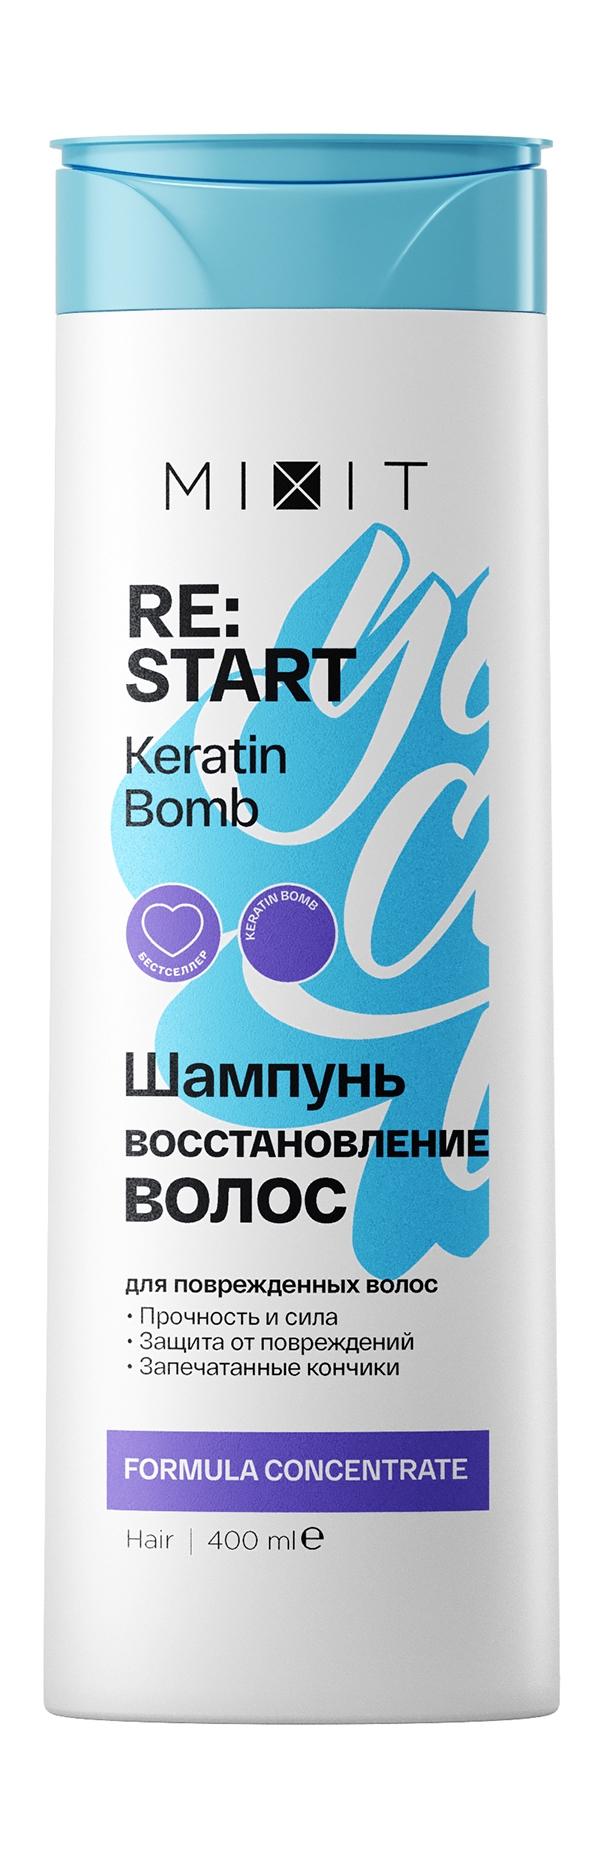 MIXIT
RE:
START
Keratin
Bomb
БЕСТСЕЛЛЕР
KERATIN BOMB
Шампунь
ВОССТАНОВЛЕНИЕ
ВОЛОС
для поврежденных волос
• Прочность и сила
• Защита от повреждений
• Запечатанные кончики
FORMULA CONCENTRATE
Hair | 400 ml ℮